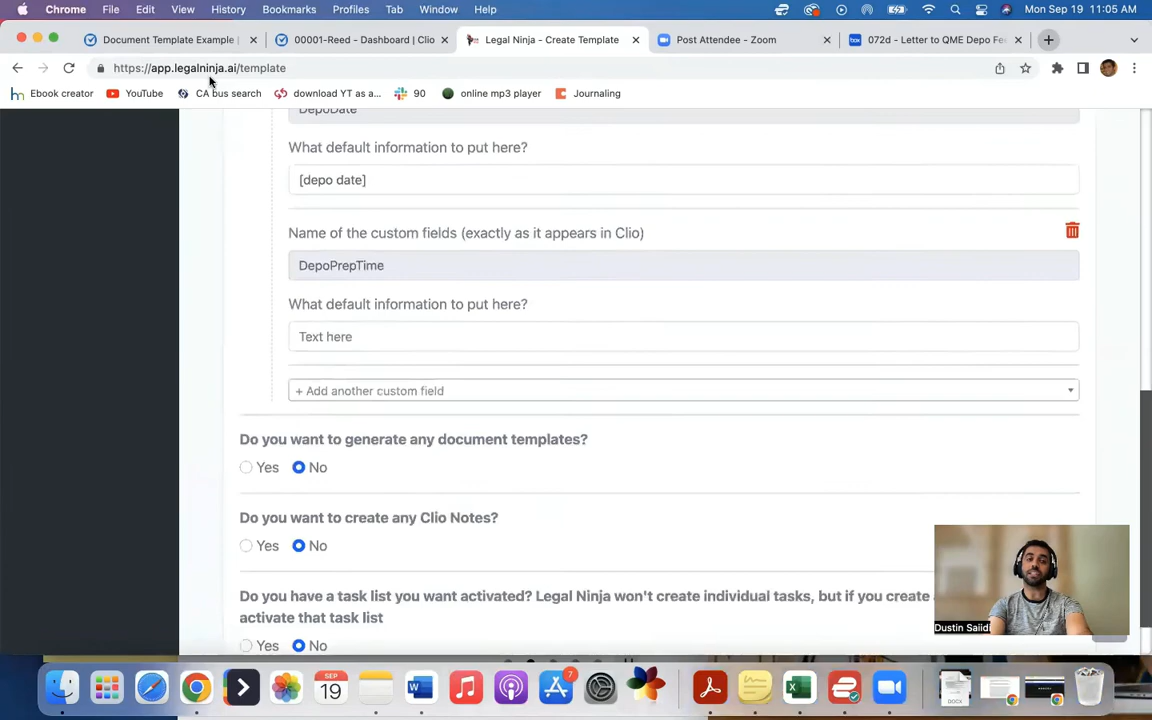 Chrome File Edit View History Bookmarks Profiles Tab Window Help Mon Sep 19 11:05 AM
Document Template Example | 00001-Reed - Dashboard | Clio Legal Ninja - Create Template Post Attendee - Zoom 072d - Letter to QME Depo Fe
https://app.legalninja.ai/template
Ebook creator YouTube CA bus search download YT as a... 90 online mp3 player Journaling
DepoDate
What default information to put here?
[depo date]
Name of the custom fields (exactly as it appears in Clio)
DepoPrepTime
What default information to put here?
Text here
+ Add another custom field
Do you want to generate any document templates?
Yes No
Do you want to create any Clio Notes?
Yes No
Do you have a task list you want activated? Legal Ninja won't create individual tasks, but if you create
activate that task list
Yes No
Dustin Saiidi
SEP
19
7
DOCX